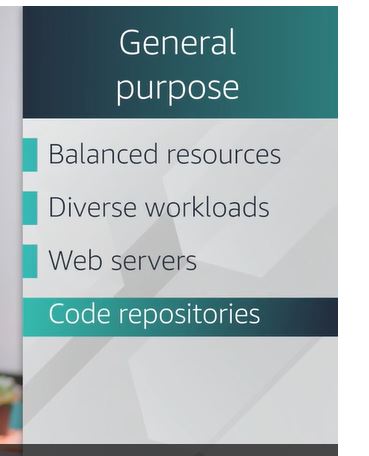 General
purpose
Balanced resources
Diverse workloads
Web servers
Code repositories